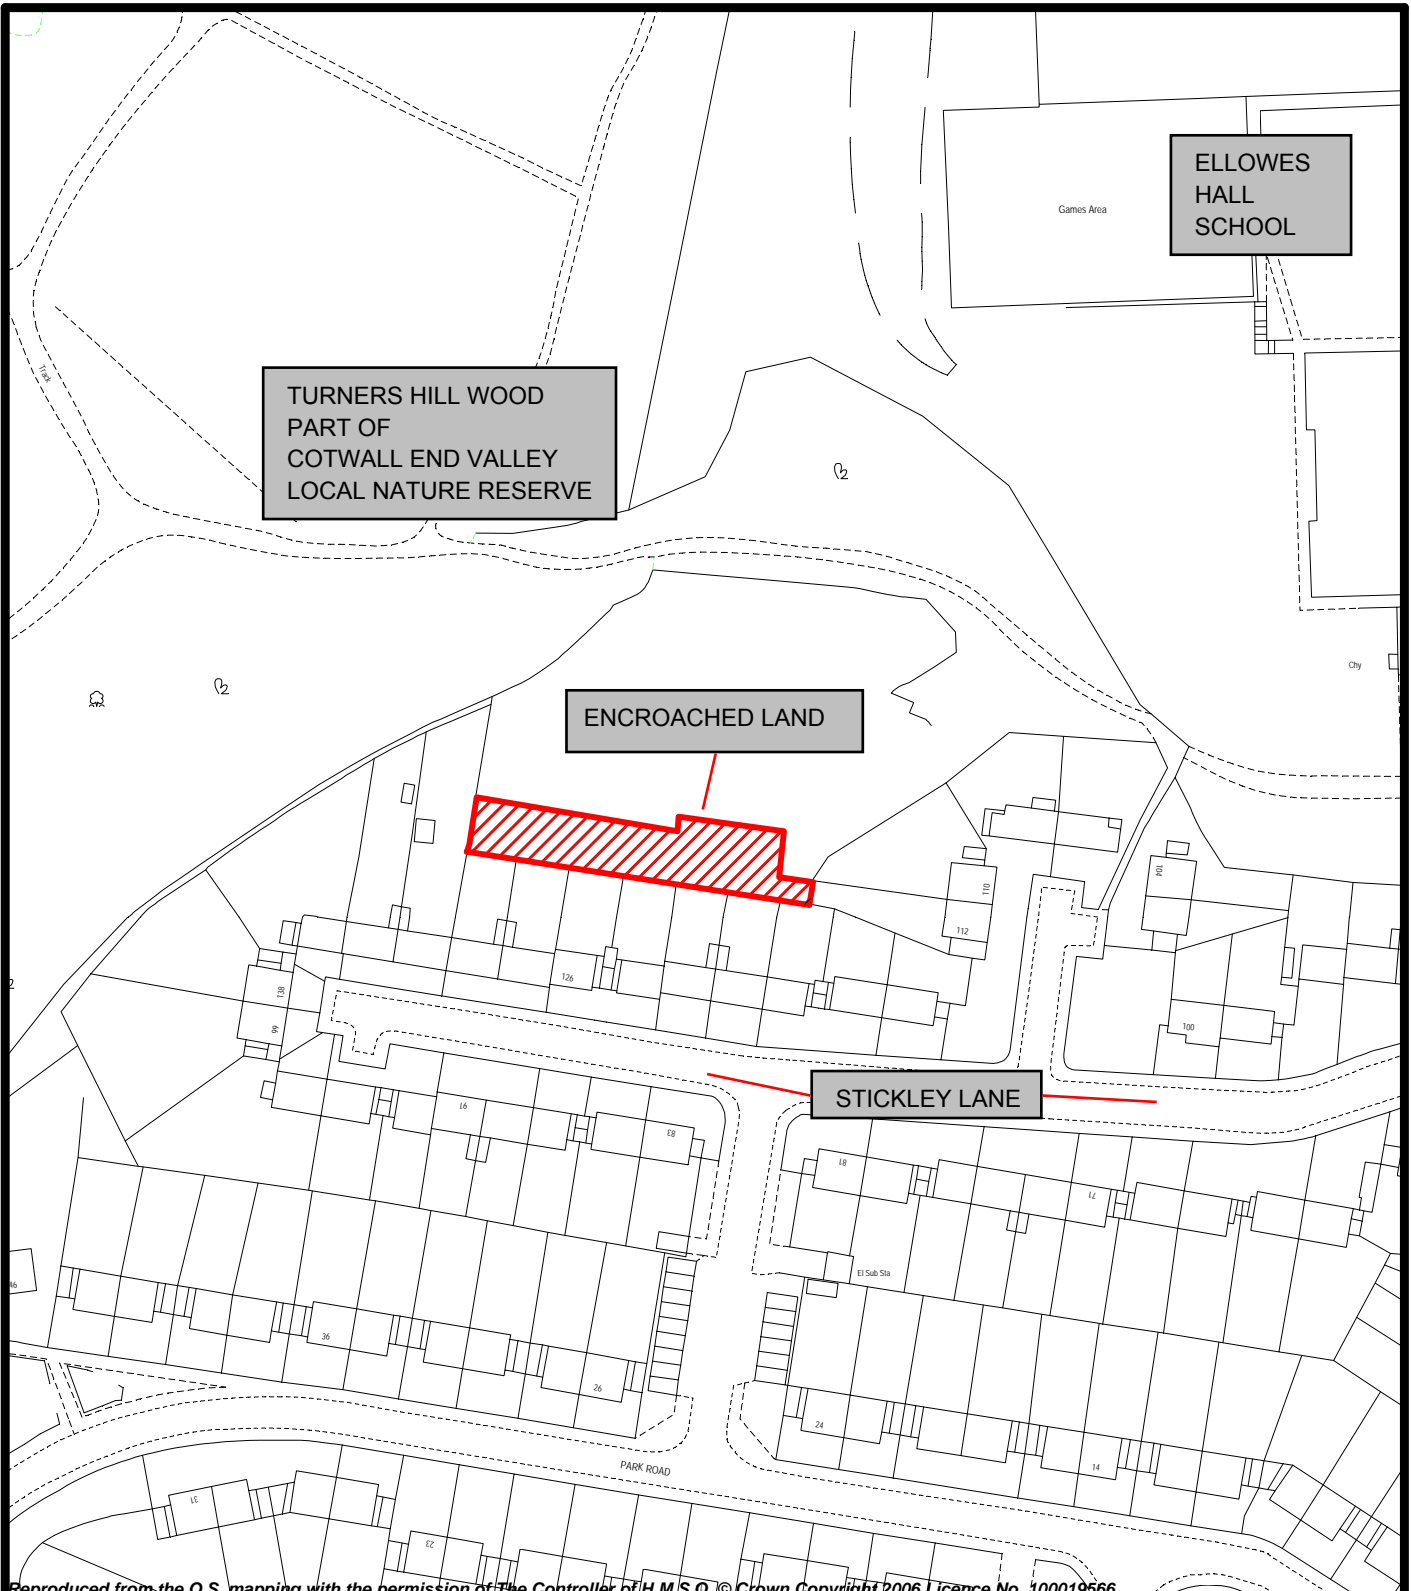 ELLOWES
HALL
SCHOOL
Games Area
Track
TURNERS HILL WOOD
PART OF
COTWALL END VALLEY
LOCAL NATURE RESERVE
Chy
ENCROACHED LAND
104
110
112
126
138
99
100
STICKLEY LANE
91
83
81
71
El Sub Sta
46
36
26
24
14
PARK ROAD
31
23
Reproduced from the O.S. mapping with the permission of The Controller of H.M.S.O. © Crown Copyright 2006 Licence No. 100019566